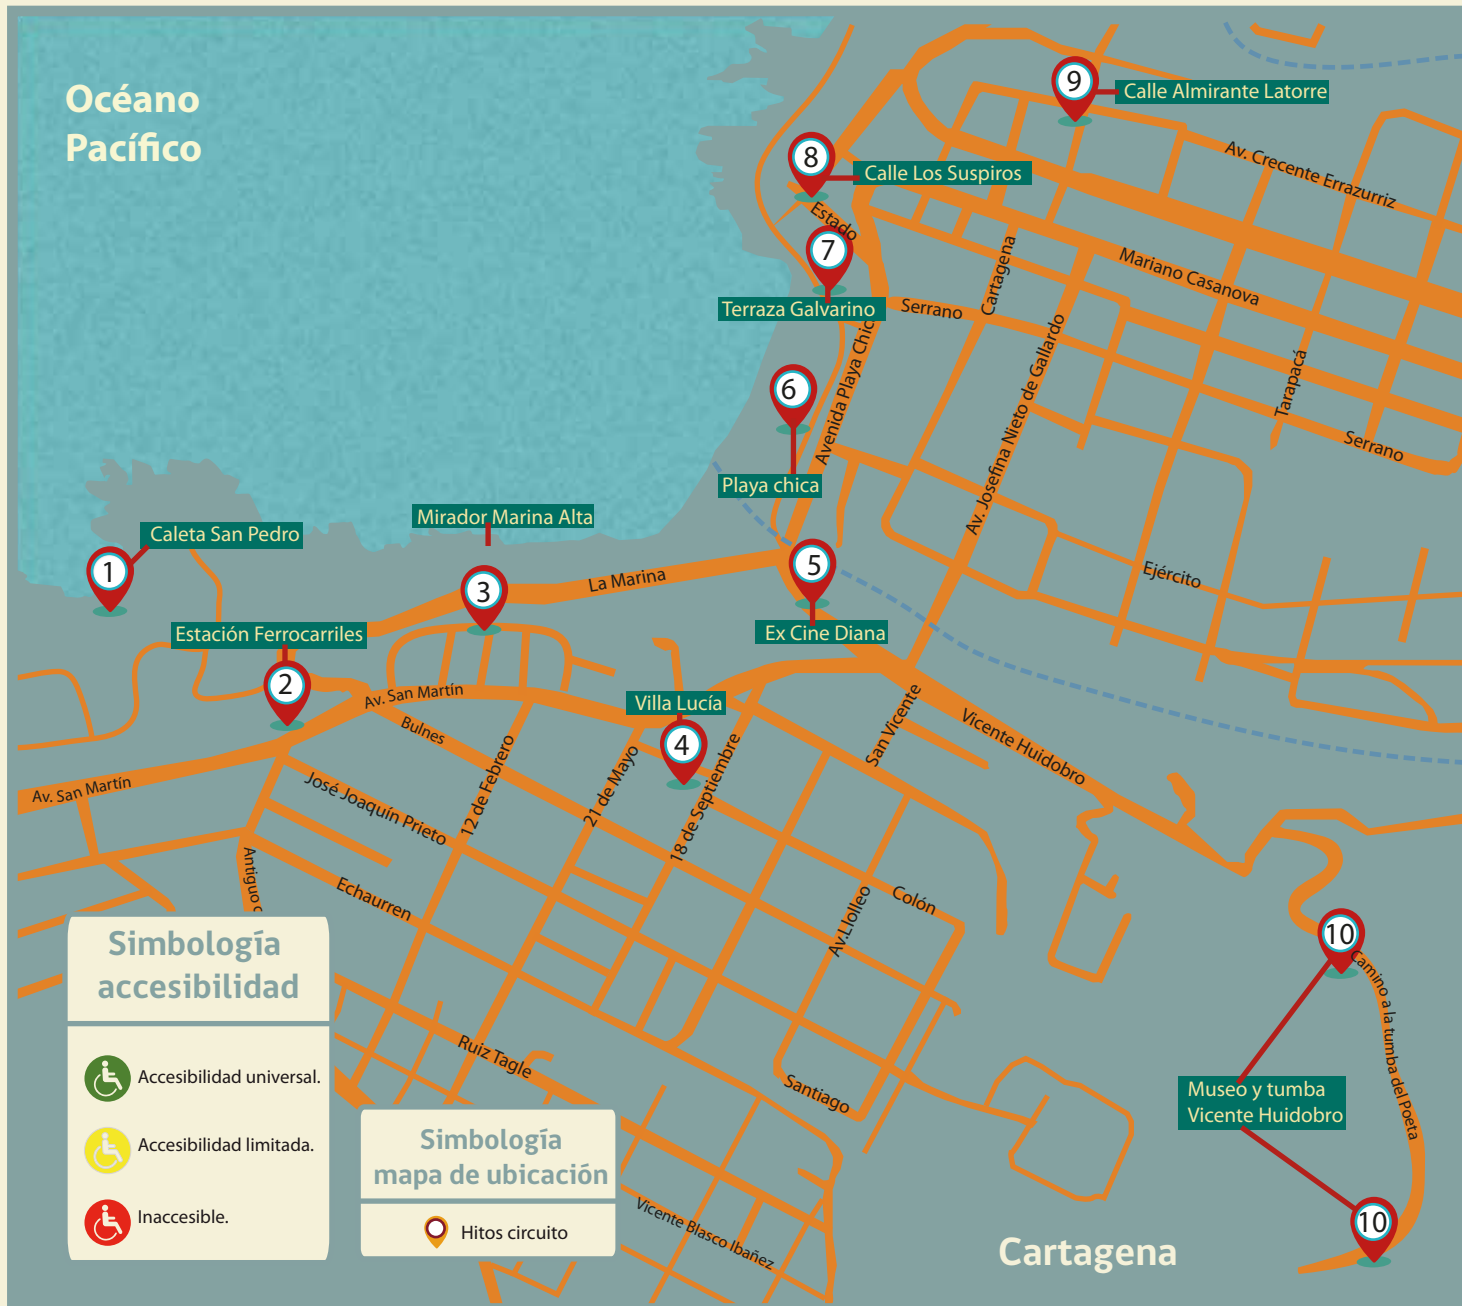 Océano
Pacífico
9
Calle Almirante Latorre
8
Calle Los Suspiros
Av. Crecente Errazurriz
Estado
7
Terraza Galvarino
Serrano
Cartagena
Mariano Casanova
Avenida Playa Chic
Av. Josefina Nieto de Gallardo
Tarapacá
Serrano
6
Playa chica
Mirador Marina Alta
Caleta San Pedro
1
3
La Marina
5
Ex Cine Diana
Ejército
Estación Ferrocarriles
2
Av. San Martín
Bulnes
Villa Lucía
4
San Vicente
Vicente Huidobro
Av. San Martín
José Joaquín Prieto
12 de Febrero
21 de Mayo
18 de Septiembre
Antiguo c
Echaurren
Av.Llolleo
Colón
10
Camino a la tumba del Poeta
Simbología
accesibilidad
Accesibilidad universal.
Accesibilidad limitada.
Inaccesible.
Ruiz Tagle
Santiago
Museo y tumba
Vicente Huidobro
Simbología
mapa de ubicación
Hitos circuito
Vicente Blasco Ibañez
10
Cartagena